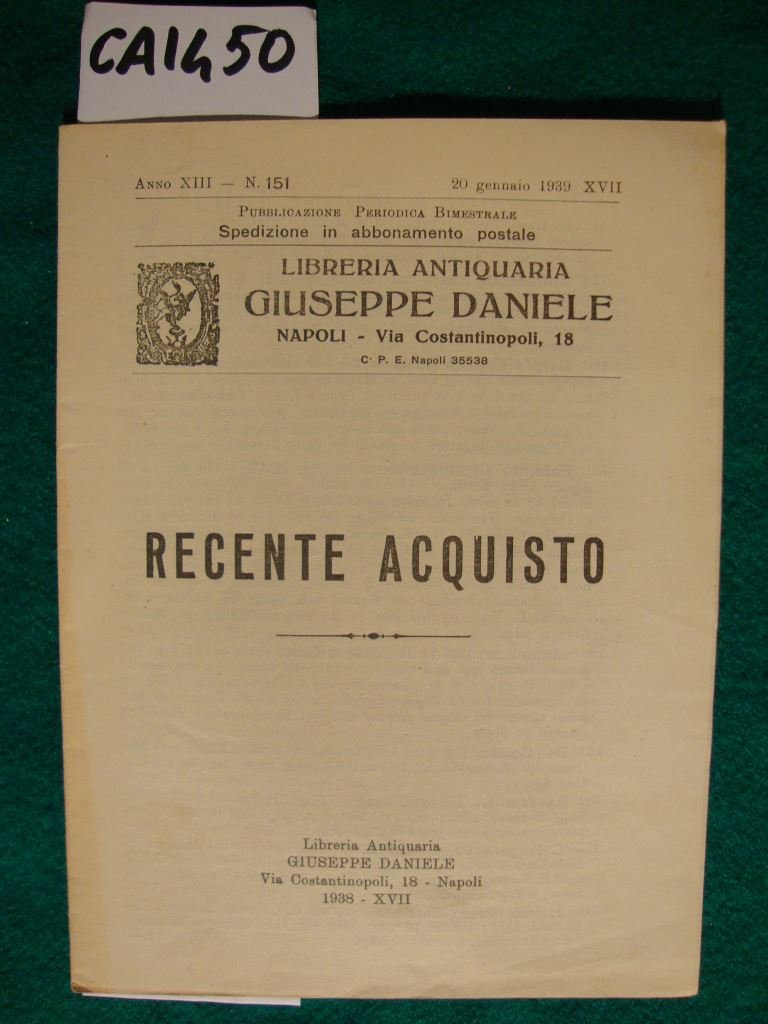 CA1450
Anno XIII — N. 151 20 gennaio 1939 XVII
Pubblicazione Periodica Bimestrale
Spedizione in abbonamento postale
LIBRERIA ANTIQUARIA
GIUSEPPE DANIELE
NAPOLI - Via Costantinopoli, 18
C· P. E. Napoli 35538
RECENTE ACQUISTO
Libreria Antiquaria
GIUSEPPE DANIELE
Via Costantinopoli, 18 - Napoli
1938 - XVII